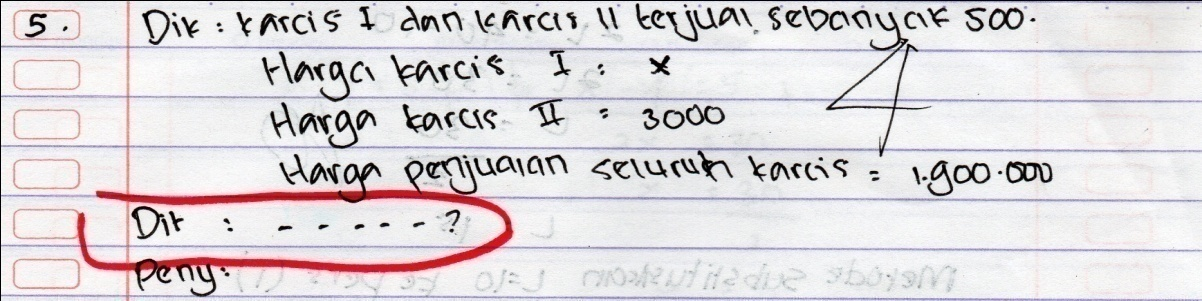 5. Dik : Karcis I dan karcis II terjual sebanyak 500.
Harga karcis I : x
Harga karcis II = 3000
Harga penjualan seluruh karcis = 1.900.000
Dit : - - - - - ?
Peny: